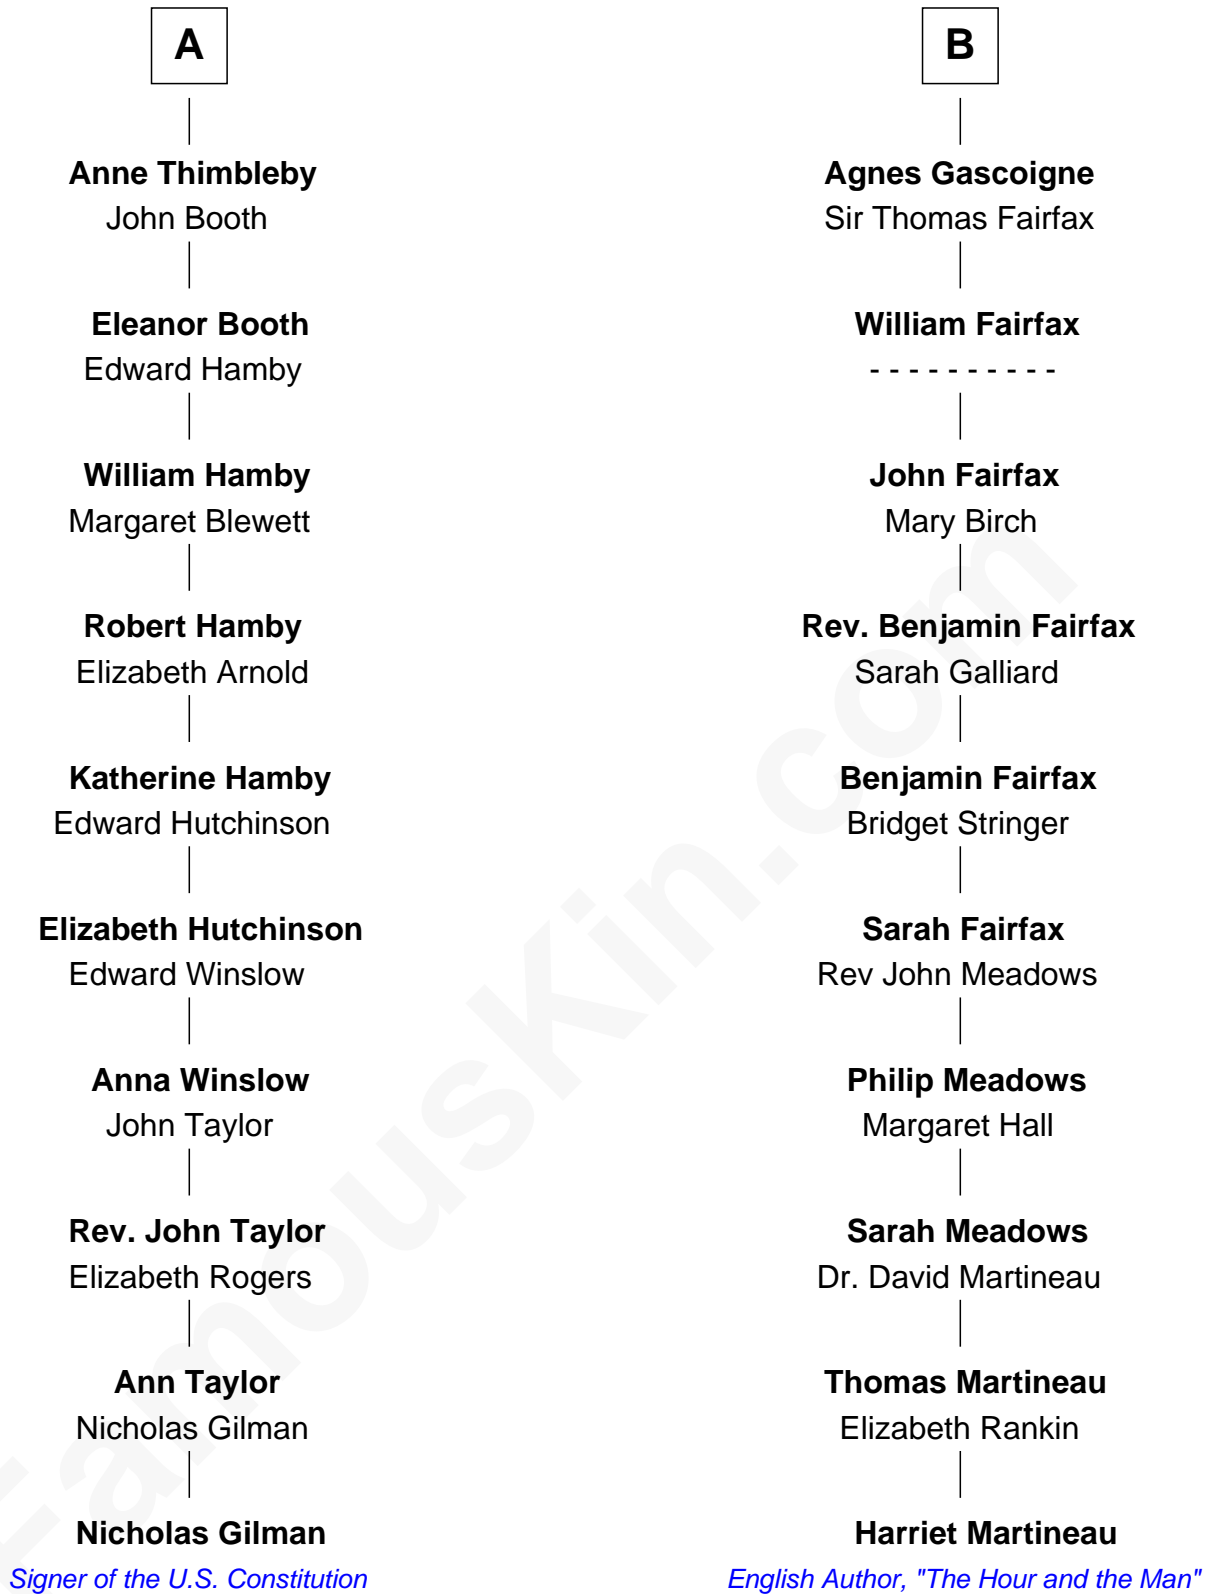 A
Anne Thimbleby
John Booth
Eleanor Booth
Edward Hamby
William Hamby
Margaret Blewett
Robert Hamby
Elizabeth Arnold
Katherine Hamby
Edward Hutchinson
Elizabeth Hutchinson
Edward Winslow
Anna Winslow
John Taylor
Rev. John Taylor
Elizabeth Rogers
Ann Taylor
Nicholas Gilman
Nicholas Gilman
Signer of the U.S. Constitution
B
Agnes Gascoigne
Sir Thomas Fairfax
William Fairfax
- - - - - - - - - -
John Fairfax
Mary Birch
Rev. Benjamin Fairfax
Sarah Galliard
Benjamin Fairfax
Bridget Stringer
Sarah Fairfax
Rev John Meadows
Philip Meadows
Margaret Hall
Sarah Meadows
Dr. David Martineau
Thomas Martineau
Elizabeth Rankin
Harriet Martineau
English Author, "The Hour and the Man"
FamousKin.com